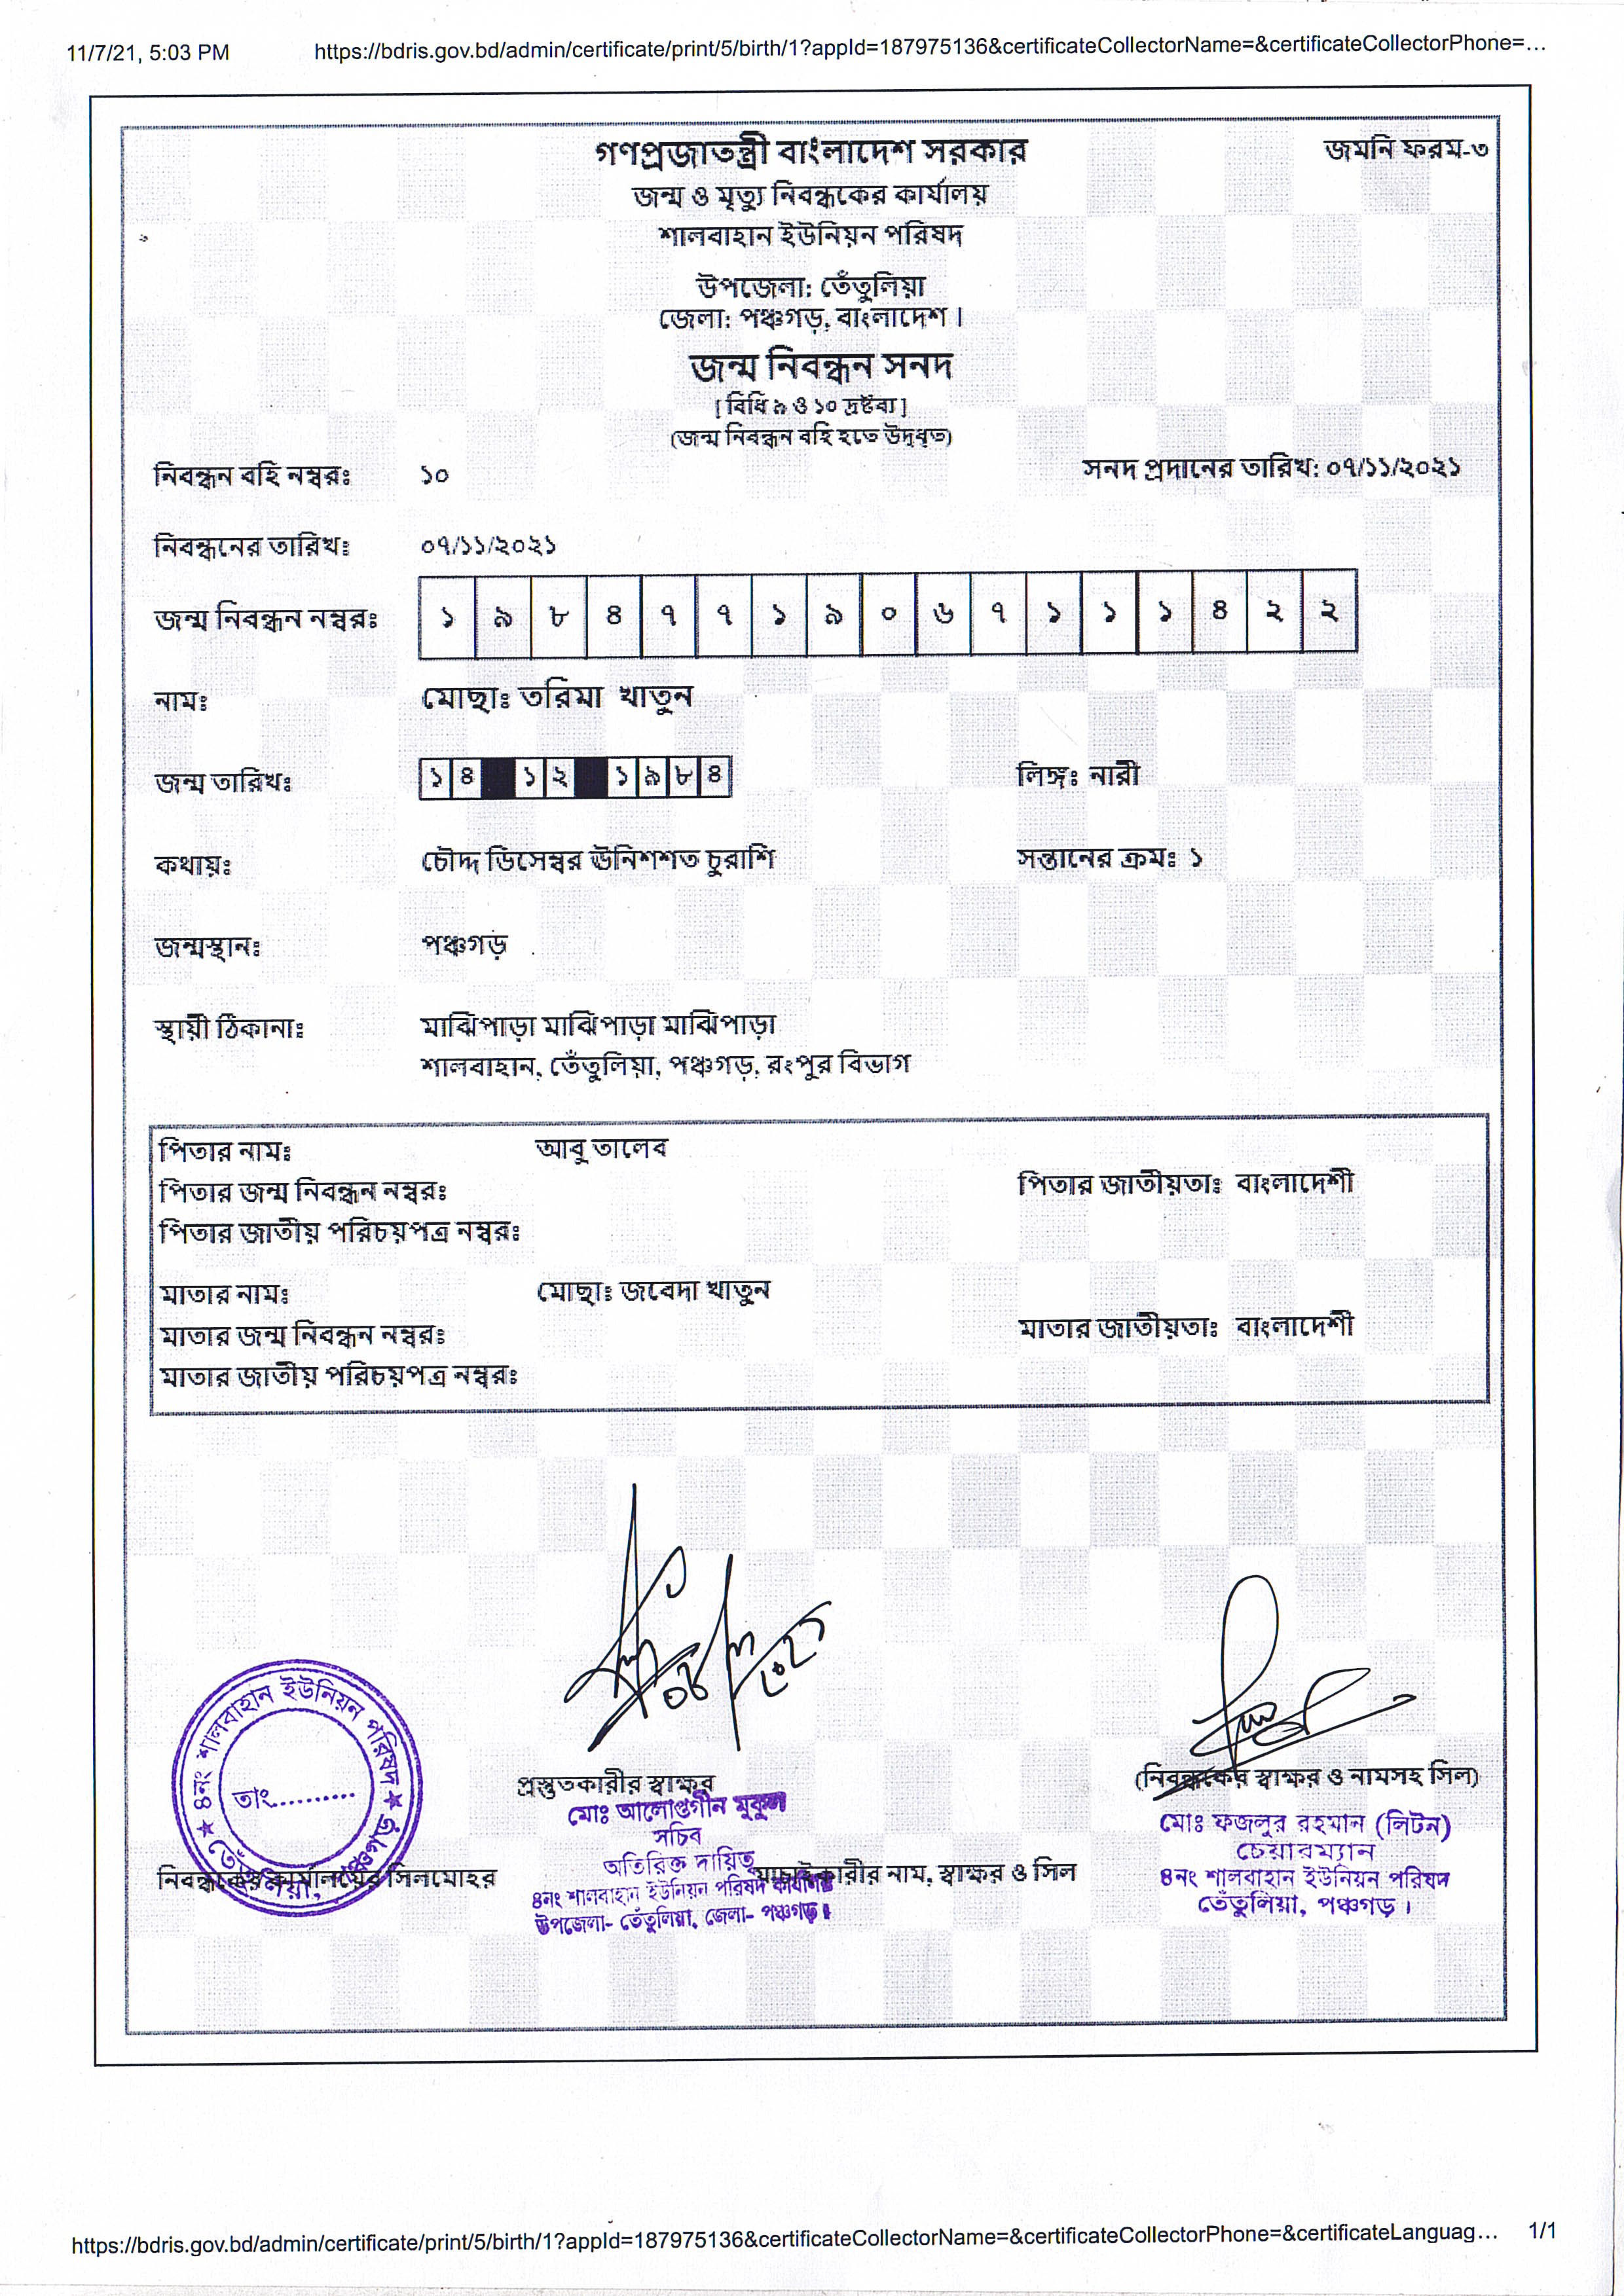 11/7/21, 5:03 PM https://bdris.gov.bd/admin/certificate/print/5/birth/1?appId=187975136&certificateCollectorName=&certificateCollectorPhone=...
গণপ্রজাতন্ত্রী বাংলাদেশ সরকার জমনি ফরম-৩
জন্ম ও মৃত্যু নিবন্ধকের কার্যালয়
শালবাহান ইউনিয়ন পরিষদ
উপজেলা: তেঁতুলিয়া
জেলা: পঞ্চগড়, বাংলাদেশ।
জন্ম নিবন্ধন সনদ
[ বিধি ৯ ও ১০ দ্রষ্টব্য ]
(জন্ম নিবন্ধন বহি হতে উদ্ধৃত)
নিবন্ধন বহি নম্বরঃ ১০ সনদ প্রদানের তারিখ: ০৭/১১/২০২১
নিবন্ধনের তারিখঃ ০৭/১১/২০২১
জন্ম নিবন্ধন নম্বরঃ ১ ৯ ৮ ৪ ৭ ৭ ১ ৯ ০ ৬ ৭ ১ ১ ১ ৪ ২ ২
নামঃ মোছাঃ তরিমা খাতুন
জন্ম তারিখঃ ১ ৪ ১ ২ ১ ৯ ৮ ৪ লিঙ্গঃ নারী
কথায়ঃ চৌদ্দ ডিসেম্বর ঊনিশশত চুরাশি সন্তানের ক্রমঃ ১
জন্মস্থানঃ পঞ্চগড়
স্থায়ী ঠিকানাঃ মাঝিপাড়া মাঝিপাড়া মাঝিপাড়া
শালবাহান, তেঁতুলিয়া, পঞ্চগড়, রংপুর বিভাগ
পিতার নামঃ আবু তালেব
পিতার জন্ম নিবন্ধন নম্বরঃ পিতার জাতীয়তাঃ বাংলাদেশী
পিতার জাতীয় পরিচয়পত্র নম্বরঃ
মাতার নামঃ মোছাঃ জবেদা খাতুন
মাতার জন্ম নিবন্ধন নম্বরঃ মাতার জাতীয়তাঃ বাংলাদেশী
মাতার জাতীয় পরিচয়পত্র নম্বরঃ
★ ৪নং শালবাহান ইউনিয়ন পরিষদ ★ তেঁতুলিয়া, পঞ্চগড়
তাং..........
প্রস্তুতকারীর স্বাক্ষর (নিবন্ধকের স্বাক্ষর ও নামসহ সিল)
মোঃ আলোপ্তগীন মুকুল
সচিব
অতিরিক্ত দায়িত্ব
৪নং শালবাহান ইউনিয়ন পরিষদ কার্যালয়
উপজেলা- তেঁতুলিয়া, জেলা- পঞ্চগড়।
মোঃ ফজলুর রহমান (লিটন)
চেয়ারম্যান
৪নং শালবাহান ইউনিয়ন পরিষদ
তেঁতুলিয়া, পঞ্চগড়।
নিবন্ধকের কার্যালয়ের সিলমোহর যাচাইকারীর নাম, স্বাক্ষর ও সিল
https://bdris.gov.bd/admin/certificate/print/5/birth/1?appId=187975136&certificateCollectorName=&certificateCollectorPhone=&certificateLanguag... 1/1